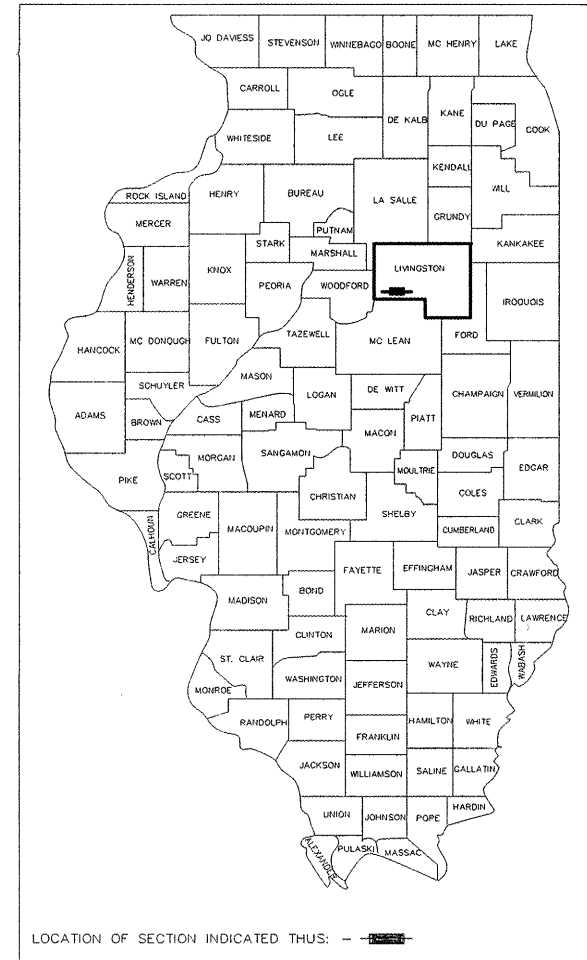 JO DAVIESS STEVENSON WINNEBAGO BOONE MC HENRY LAKE
CARROLL OGLE DE KALB KANE DU PAGE COOK
WHITESIDE LEE KENDALL WILL
ROCK ISLAND HENRY BUREAU LA SALLE GRUNDY
MERCER PUTNAM KANKAKEE
HENDERSON WARREN KNOX STARK MARSHALL LIVINGSTON
PEORIA WOODFORD IROQUOIS
HANCOCK MC DONOUGH FULTON TAZEWELL MC LEAN FORD
SCHUYLER MASON LOGAN DE WITT CHAMPAIGN VERMILION
ADAMS BROWN CASS MENARD MACON PIATT
PIKE SCOTT MORGAN SANGAMON MOULTRIE DOUGLAS EDGAR
CHRISTIAN COLES
CALHOUN GREENE MACOUPIN MONTGOMERY SHELBY CUMBERLAND CLARK
JERSEY FAYETTE EFFINGHAM JASPER CRAWFORD
MADISON BOND CLAY RICHLAND LAWRENCE
CLINTON MARION
ST. CLAIR WAYNE EDWARDS WABASH
MONROE WASHINGTON JEFFERSON
RANDOLPH PERRY HAMILTON WHITE
FRANKLIN
JACKSON WILLIAMSON SALINE GALLATIN
UNION JOHNSON POPE HARDIN
ALEXANDER PULASKI MASSAC
LOCATION OF SECTION INDICATED THUS: -